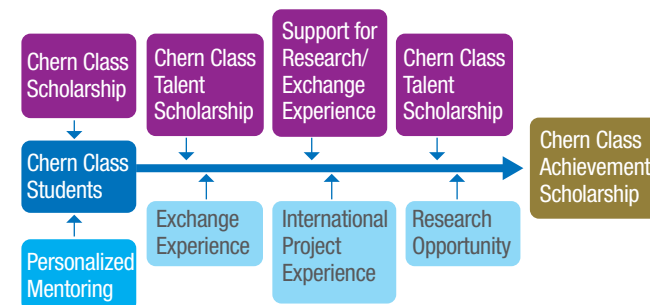 Chern Class
Scholarship
Chern Class
Talent
Scholarship
Support for
Research/
Exchange
Experience
Chern Class
Talent
Scholarship
Chern Class
Students
Chern Class
Achievement
Scholarship
Personalized
Mentoring
Exchange
Experience
International
Project
Experience
Research
Opportunity